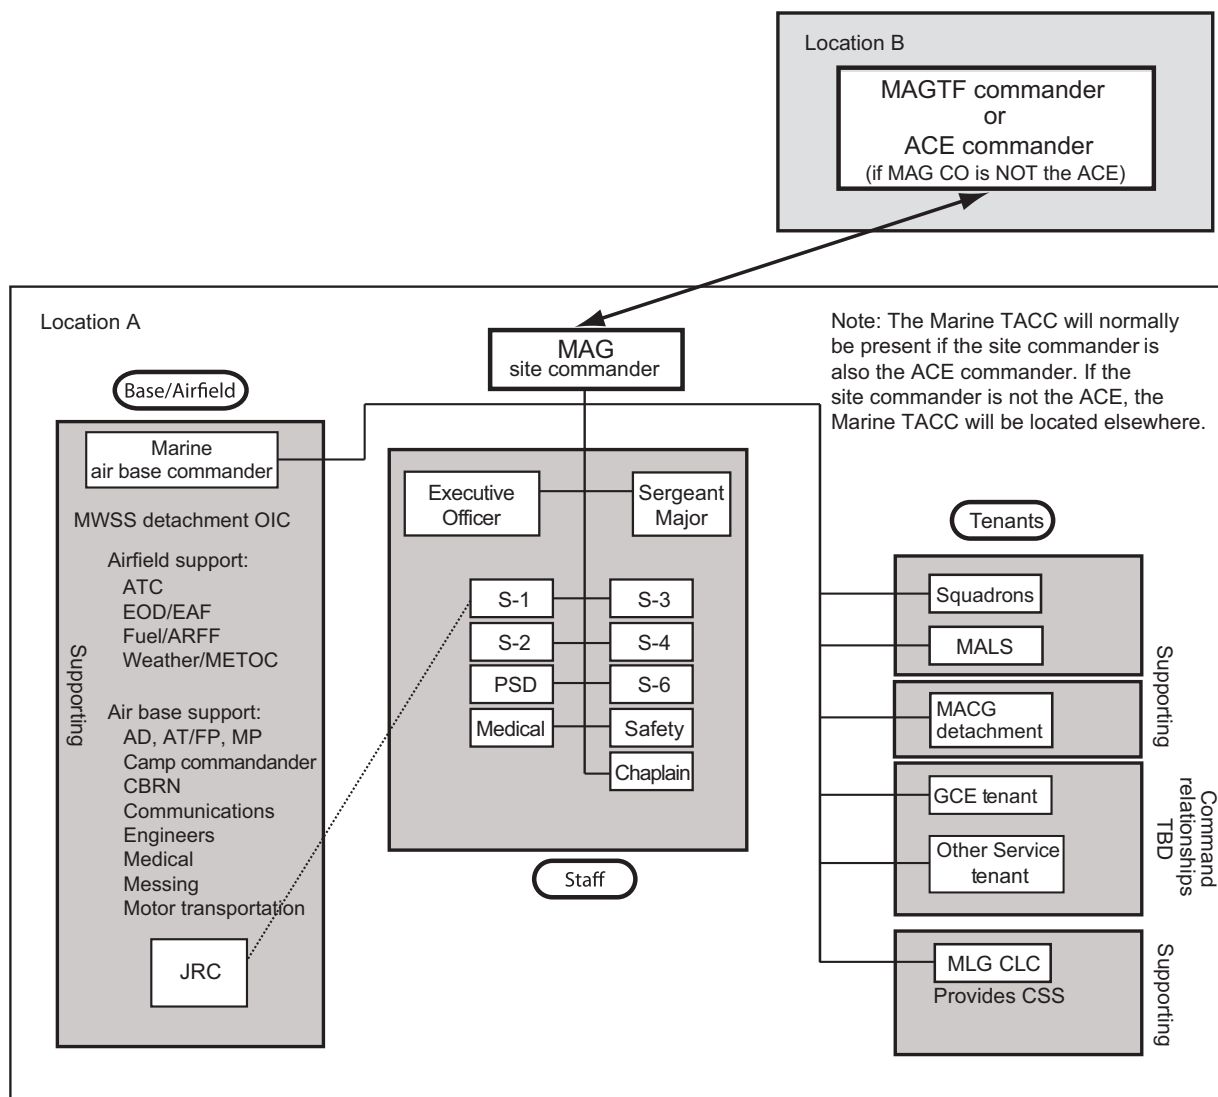 Location B
MAGTF commander
or
ACE commander
(if MAG CO is NOT the ACE)
Location A
MAG
site commander
Note: The Marine TACC will normally
be present if the site commander is
also the ACE commander. If the
site commander is not the ACE, the
Marine TACC will be located elsewhere.
Base/Airfield
Marine
air base commander
MWSS detachment OIC
Airfield support:
ATC
EOD/EAF
Fuel/ARFF
Weather/METOC
Air base support:
AD, AT/FP, MP
Camp commandander
CBRN
Communications
Engineers
Medical
Messing
Motor transportation
JRC
Supporting
Executive
Officer
Sergeant
Major
S-1
S-3
S-2
S-4
PSD
S-6
Medical
Safety
Chaplain
Staff
Tenants
Squadrons
MALS
MACG
detachment
Supporting
GCE tenant
Other Service
tenant
Command
relationships
TBD
MLG CLC
Provides CSS
Supporting